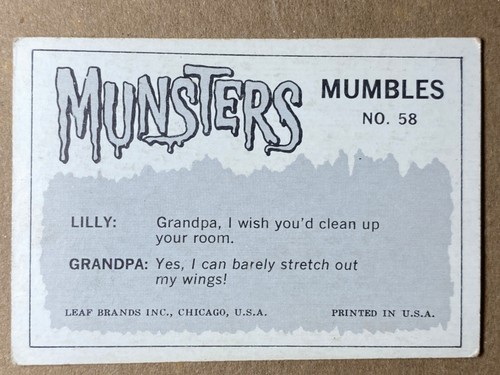 MUNSTERS MUMBLES
NO. 58
LILLY: Grandpa, I wish you'd clean up
your room.
GRANDPA: Yes, I can barely stretch out
my wings!
LEAF BRANDS INC., CHICAGO, U.S.A. PRINTED IN U.S.A.